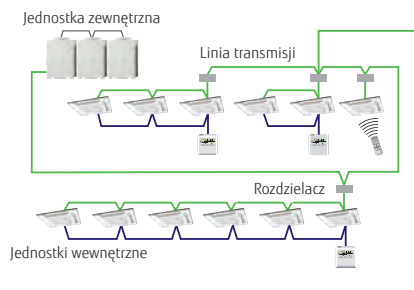 Jednostka zewnętrzna
Linia transmisji
Rozdzielacz
Jednostki wewnętrzne